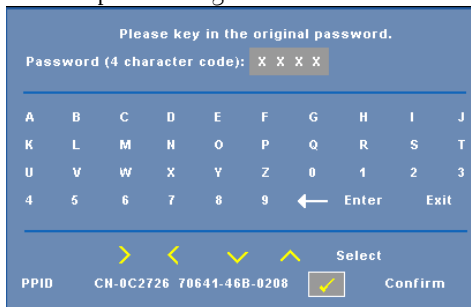 Please key in the original password.
Password (4 character code): X X X X
A B C D E F G H I J
K L M N O P Q R S T
U V W X Y Z 0 1 2 3
4 5 6 7 8 9 Enter Exit
Select
PPID CN-0C2726 70641-46B-0208 Confirm